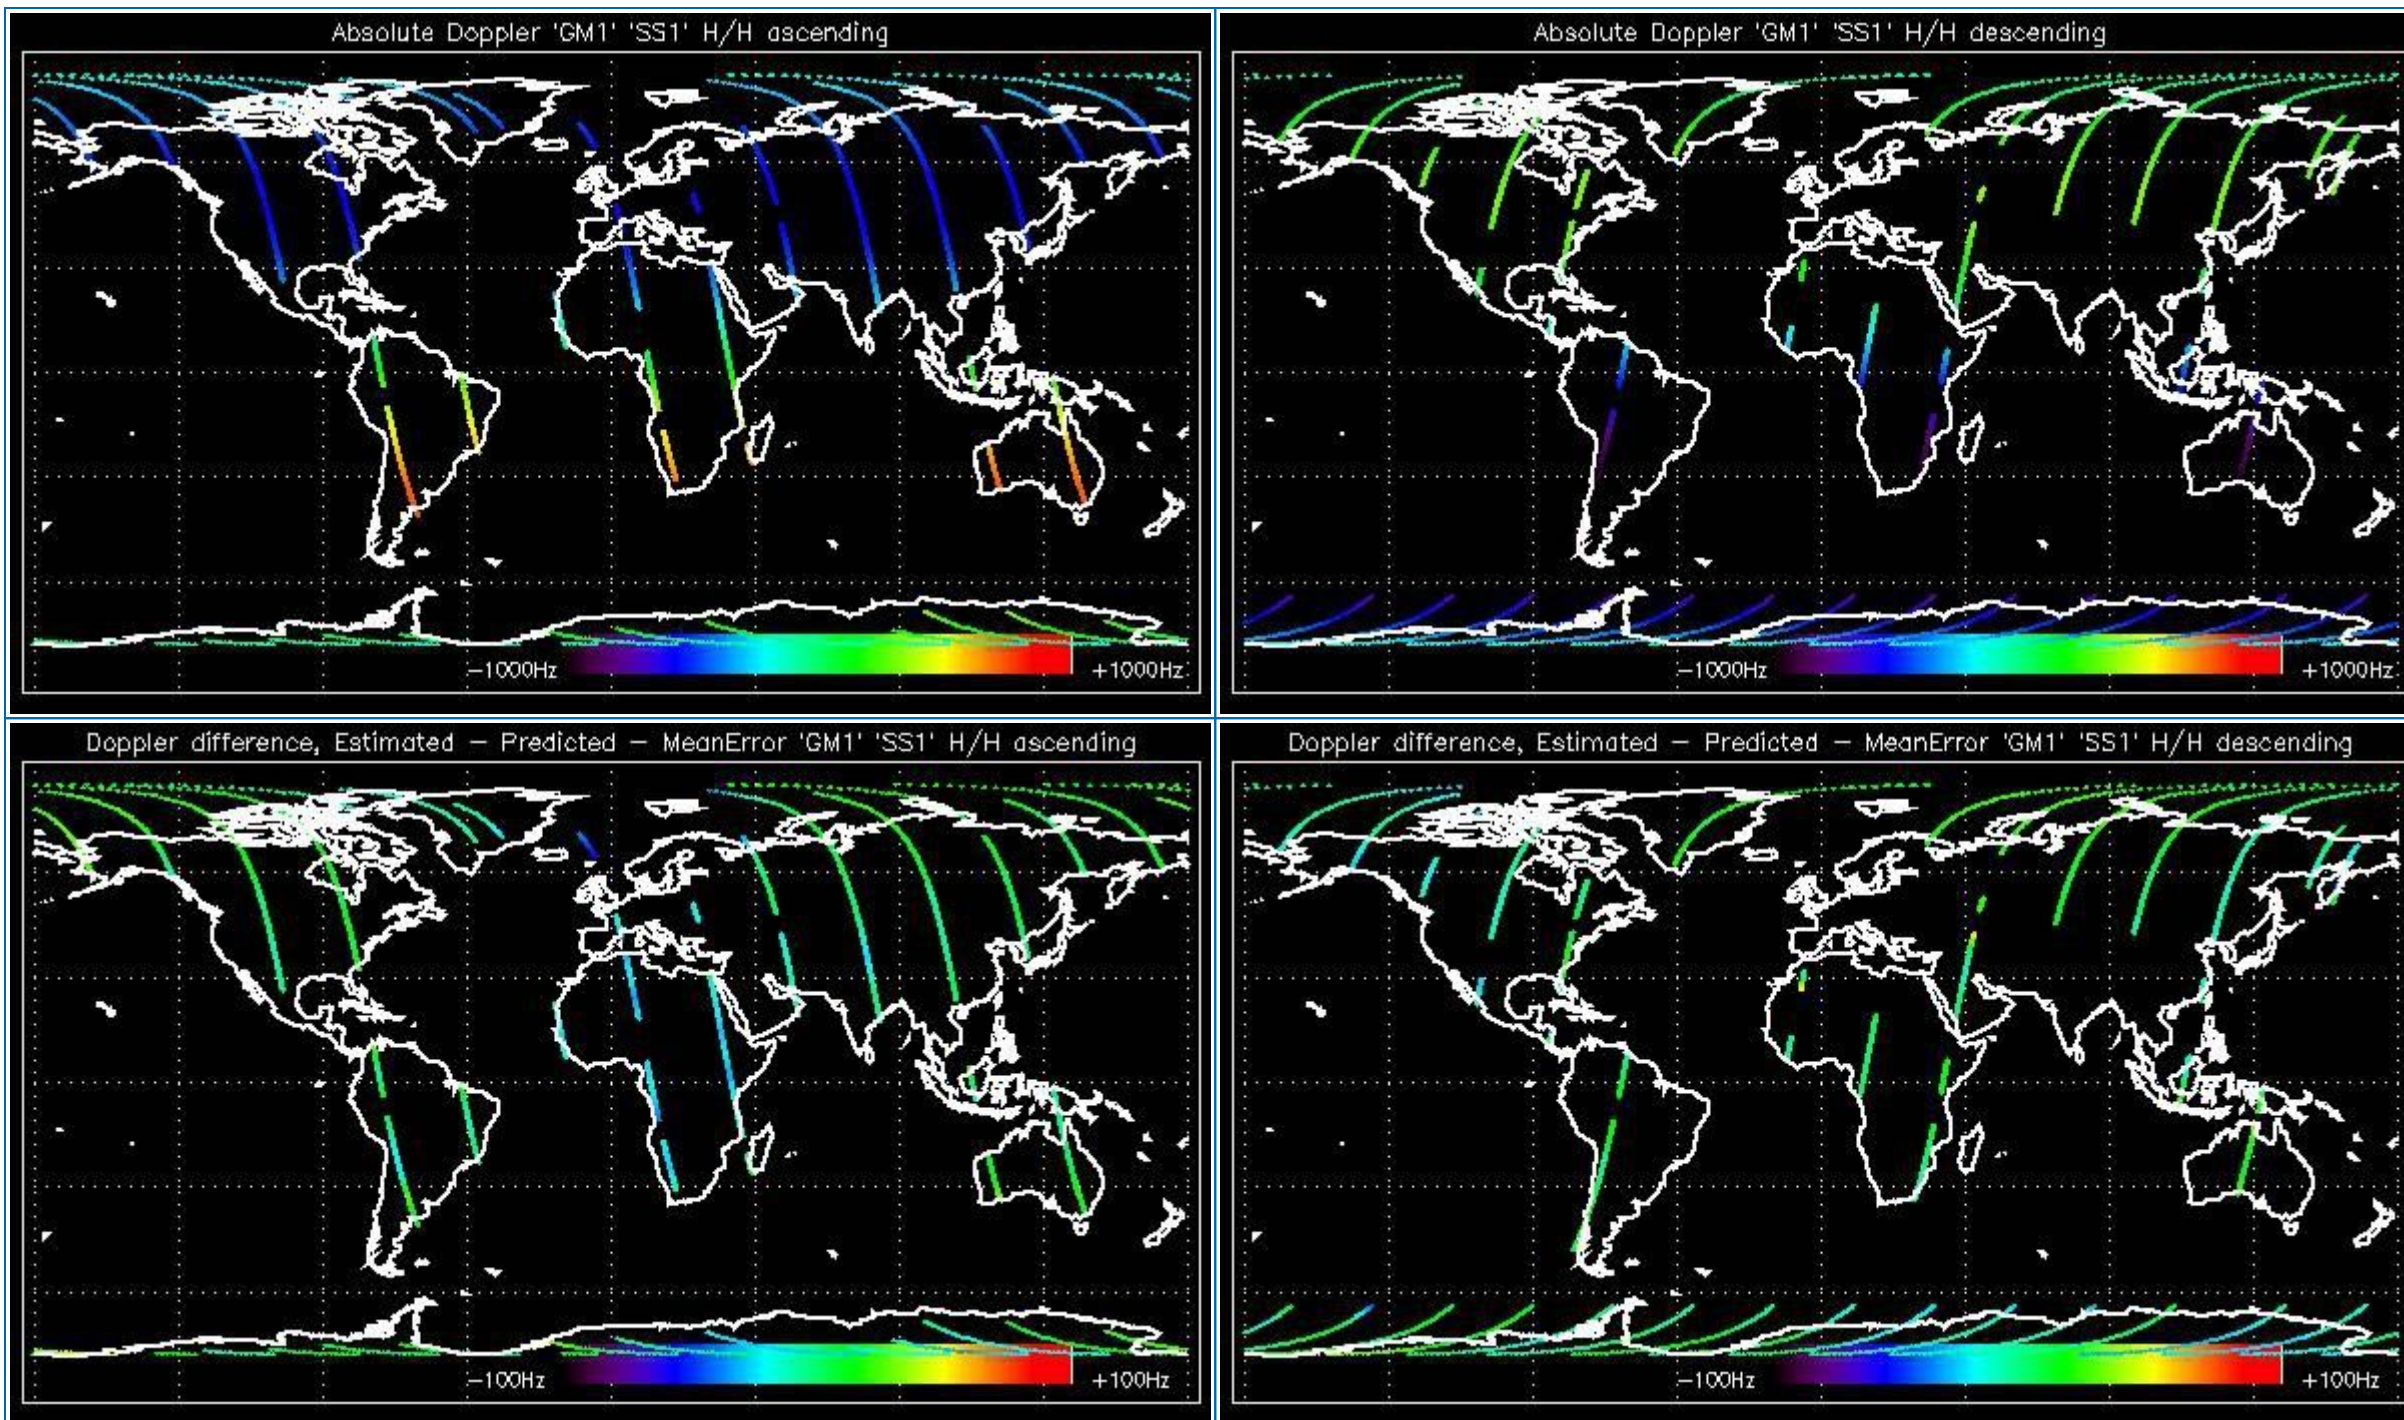 Absolute Doppler 'GM1' 'SS1' H/H ascending
-1000Hz +1000Hz
Absolute Doppler 'GM1' 'SS1' H/H descending
-1000Hz +1000Hz
Doppler difference, Estimated - Predicted - MeanError 'GM1' 'SS1' H/H ascending
-100Hz +100Hz
Doppler difference, Estimated - Predicted - MeanError 'GM1' 'SS1' H/H descending
-100Hz +100Hz